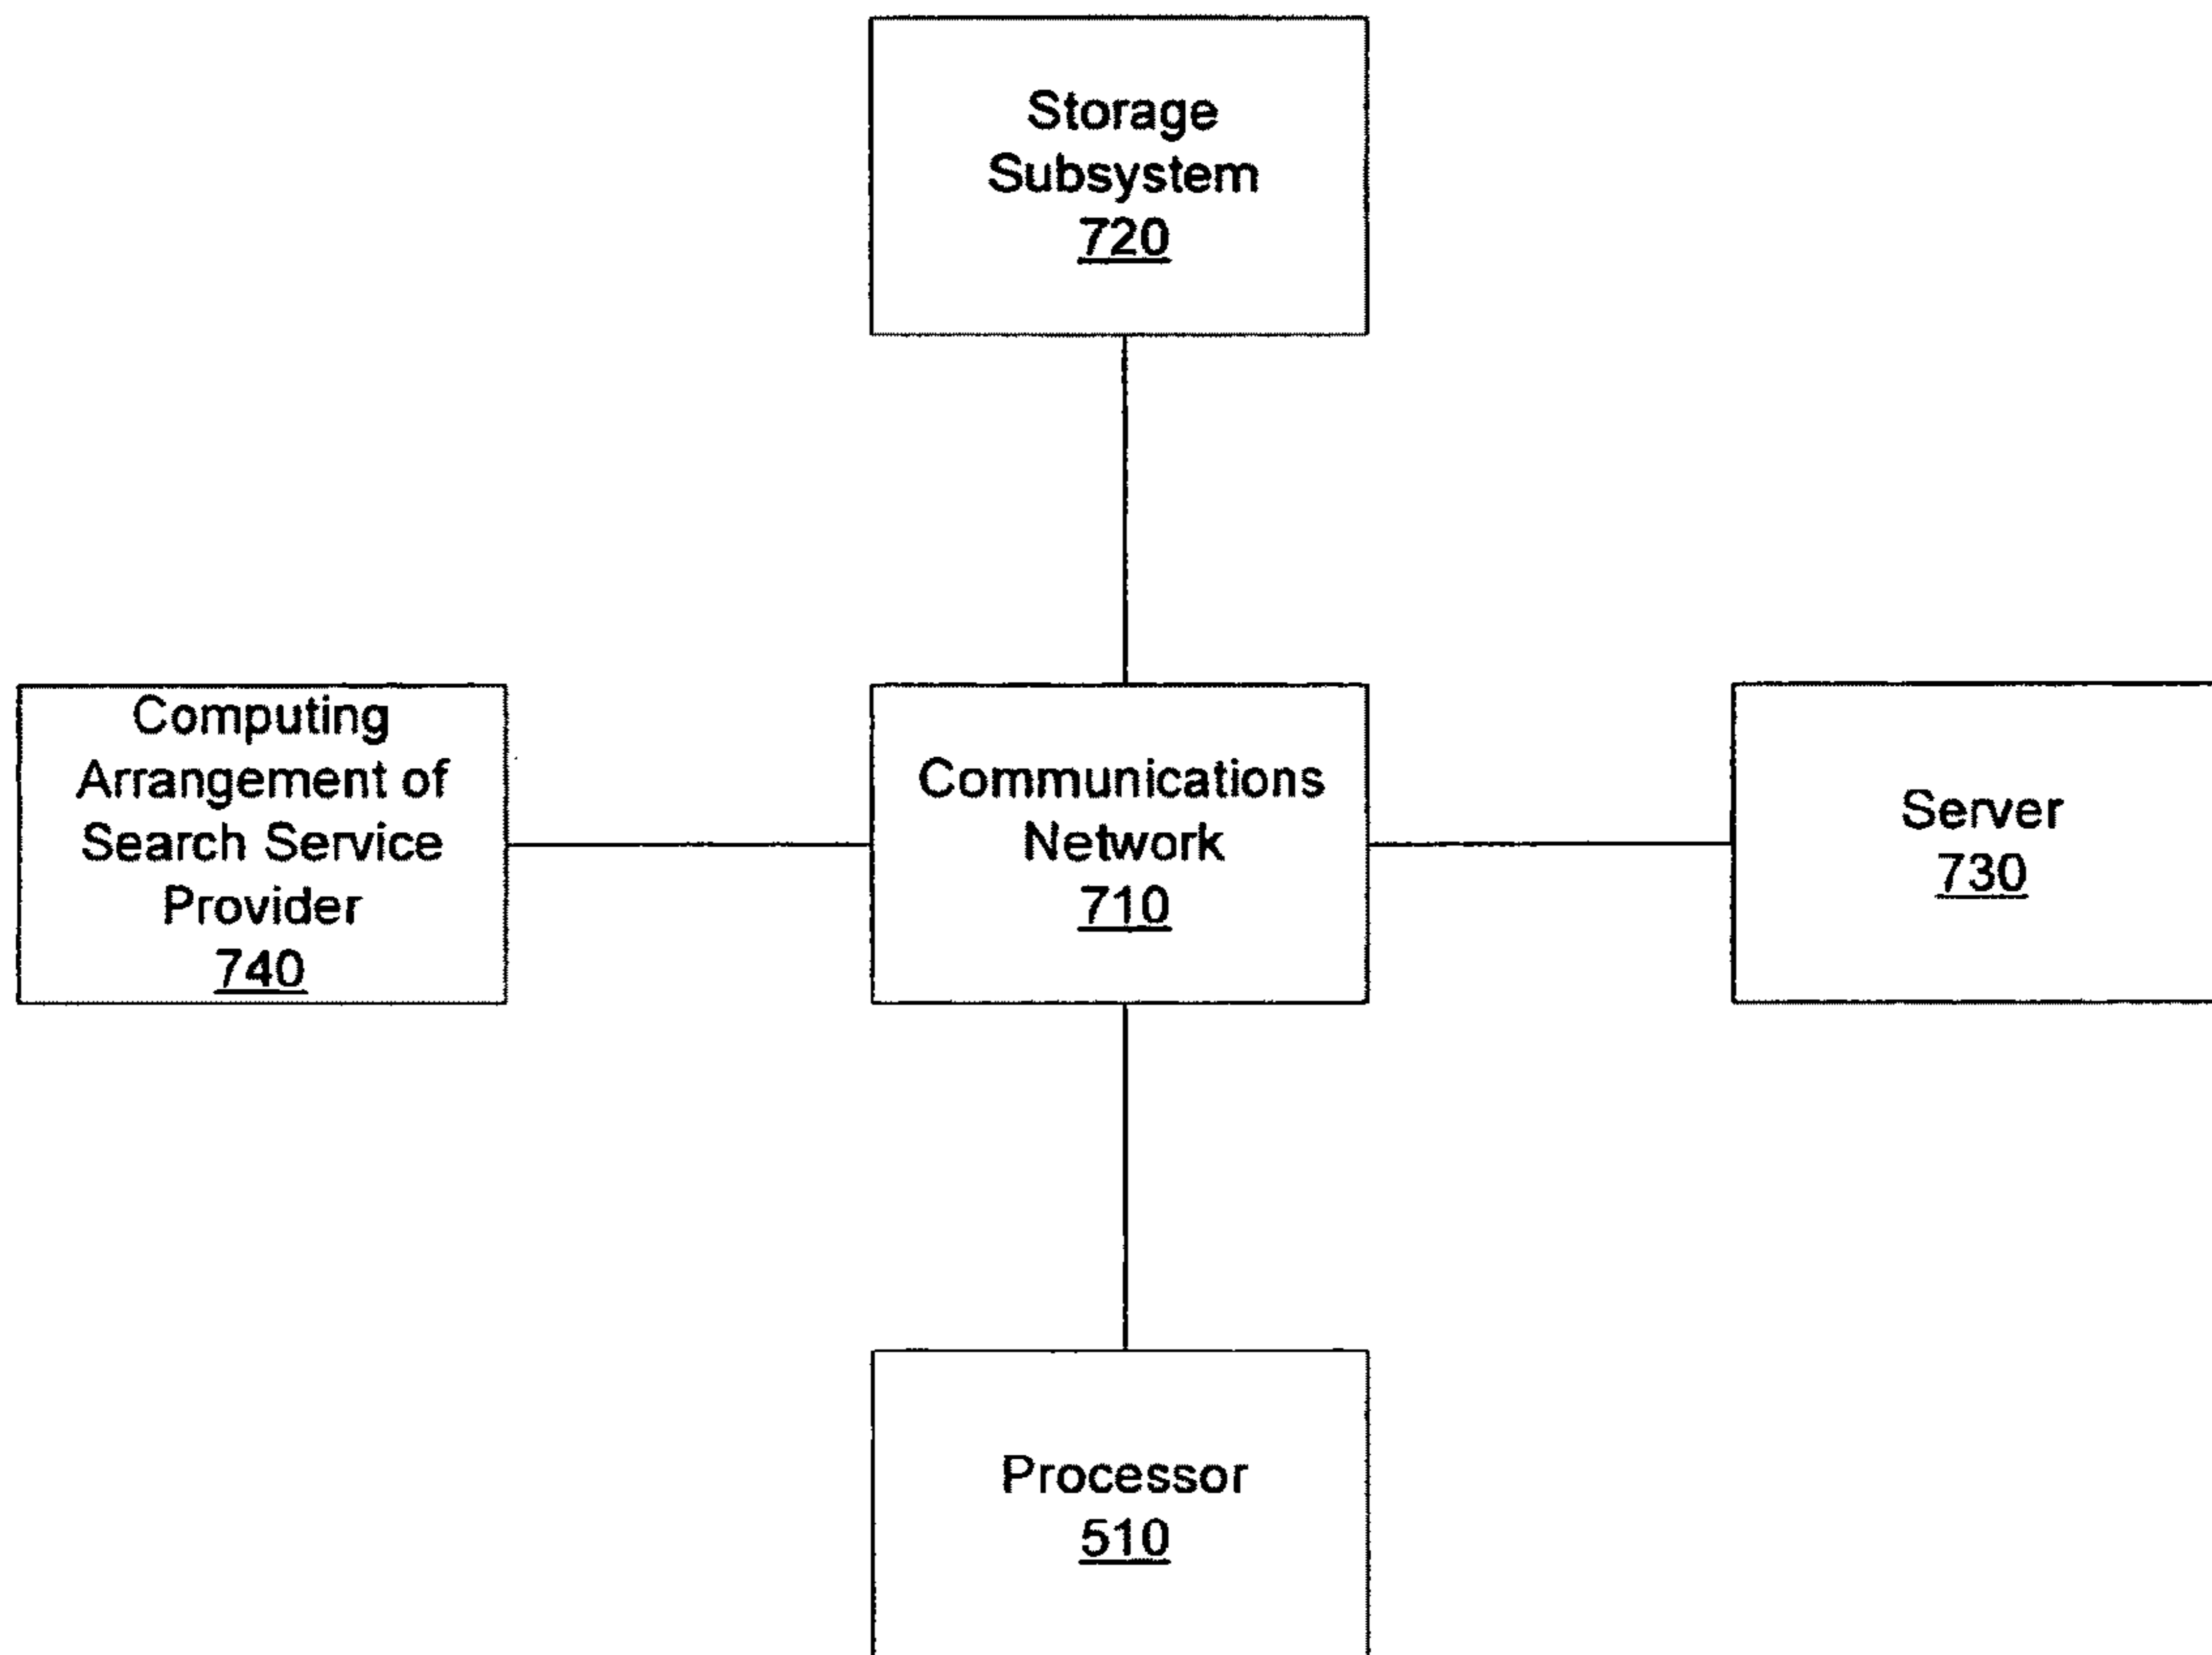 Storage
Subsystem
720
Computing
Arrangement of
Search Service
Provider
740
Communications
Network
710
Server
730
Processor
510